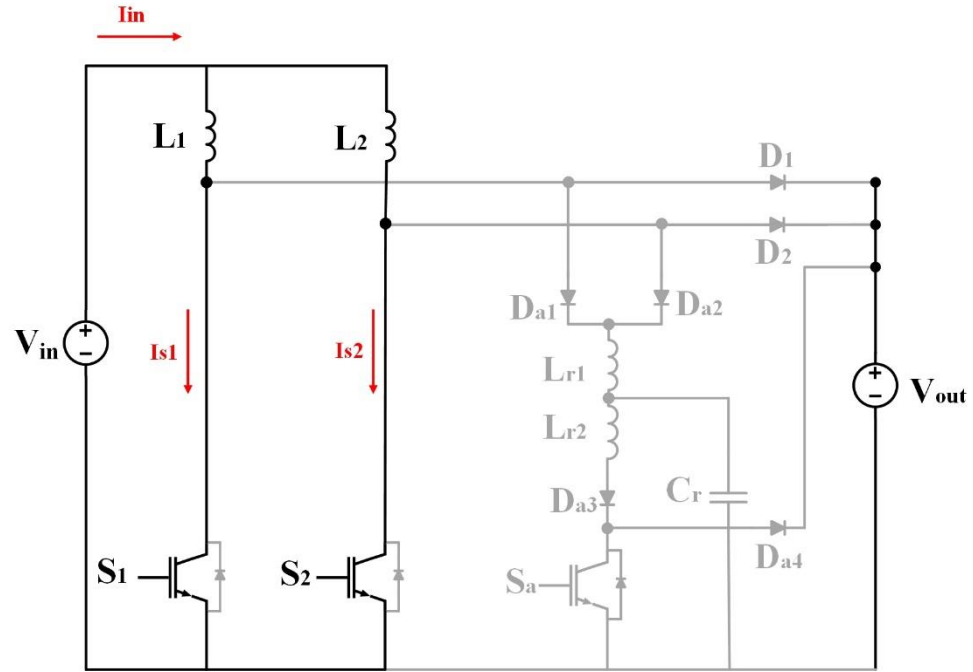 Iin
L1
L2
D1
D2
Da1
Da2
Vin
Is1
Is2
Lr1
Vout
Lr2
Da3
Cr
Da4
S1
S2
Sa